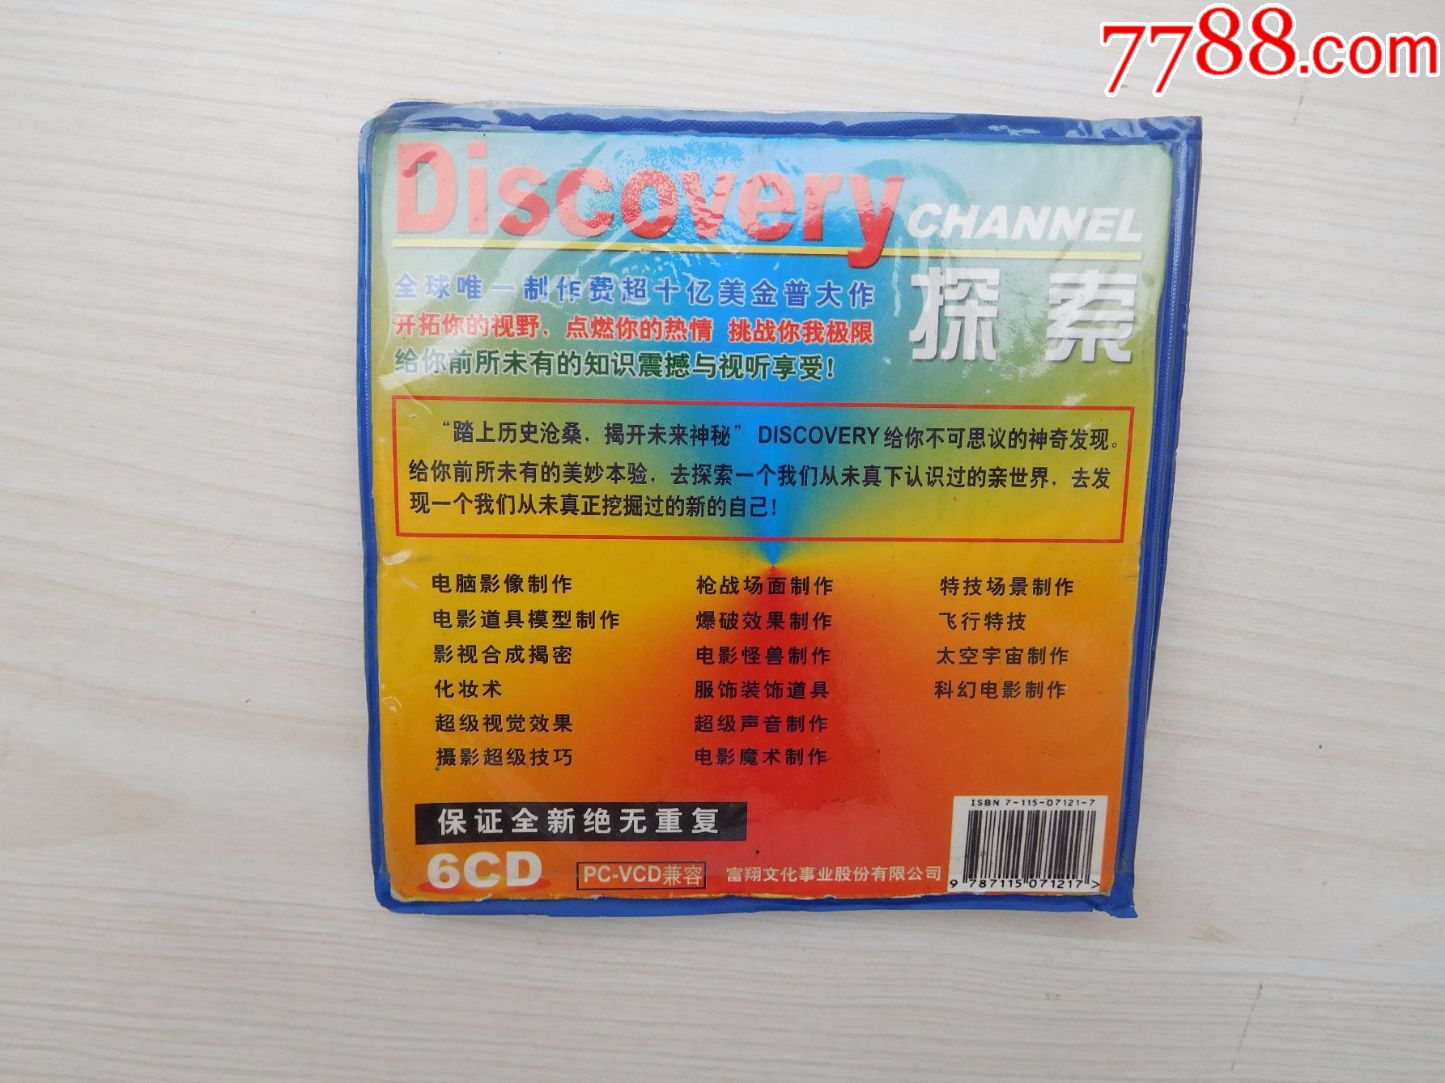 7788.com
Discovery CHANNEL
探索
全球唯一制作费超十亿美金普大作
开拓你的视野．点燃你的热情 挑战你我极限
给你前所未有的知识震撼与视听享受！
“踏上历史沧桑．揭开未来神秘”DISCOVERY给你不可思议的神奇发现。
给你前所未有的美妙本验．去探索一个我们从未真下认识过的亲世界．去发
现一个我们从未真正挖掘过的新的自己！
电脑影像制作
电影道具模型制作
影视合成揭密
化妆术
超级视觉效果
摄影超级技巧
枪战场面制作
爆破效果制作
电影怪兽制作
服饰装饰道具
超级声音制作
电影魔术制作
特技场景制作
飞行特技
太空宇宙制作
科幻电影制作
保证全新绝无重复
6CD
PC-VCD兼容
富翔文化事业股份有限公司
ISBN 7-115-07121-7
9 787115 071217 >